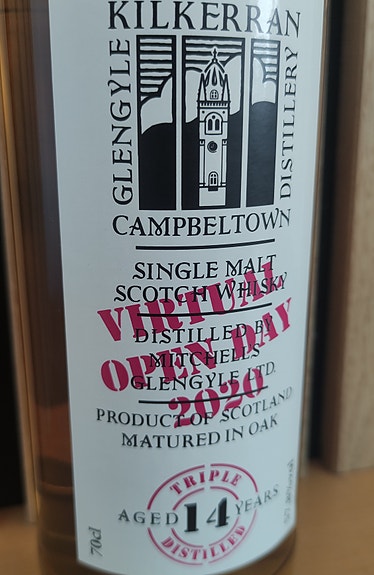 KILKERRAN
GLENGYLE
DISTILLERY
CAMPBELTOWN
SINGLE MALT
SCOTCH WHISKY
VIRTUAL
DISTILLED BY
OPEN DAY
MITCHELLS
GLENGYLE LTD.
2020
PRODUCT OF SCOTLAND
MATURED IN OAK
TRIPLE
AGED 14 YEARS
DISTILLED
70cl